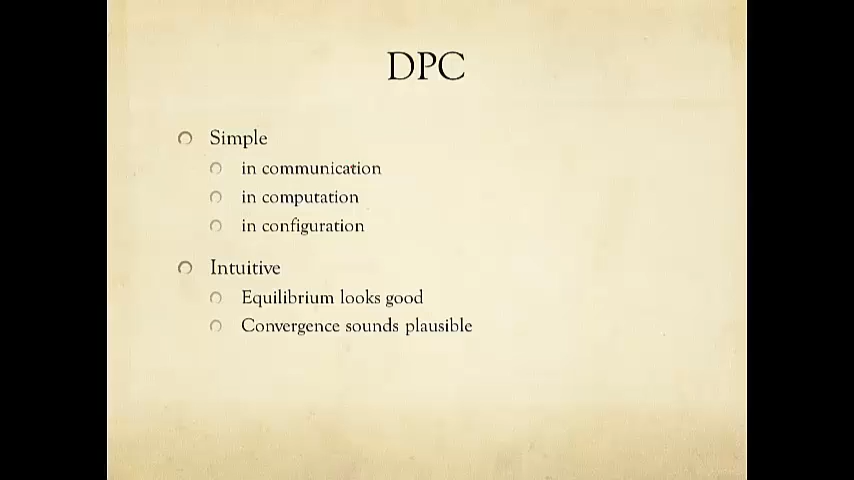 DPC
Simple
in communication
in computation
in configuration
Intuitive
Equilibrium looks good
Convergence sounds plausible